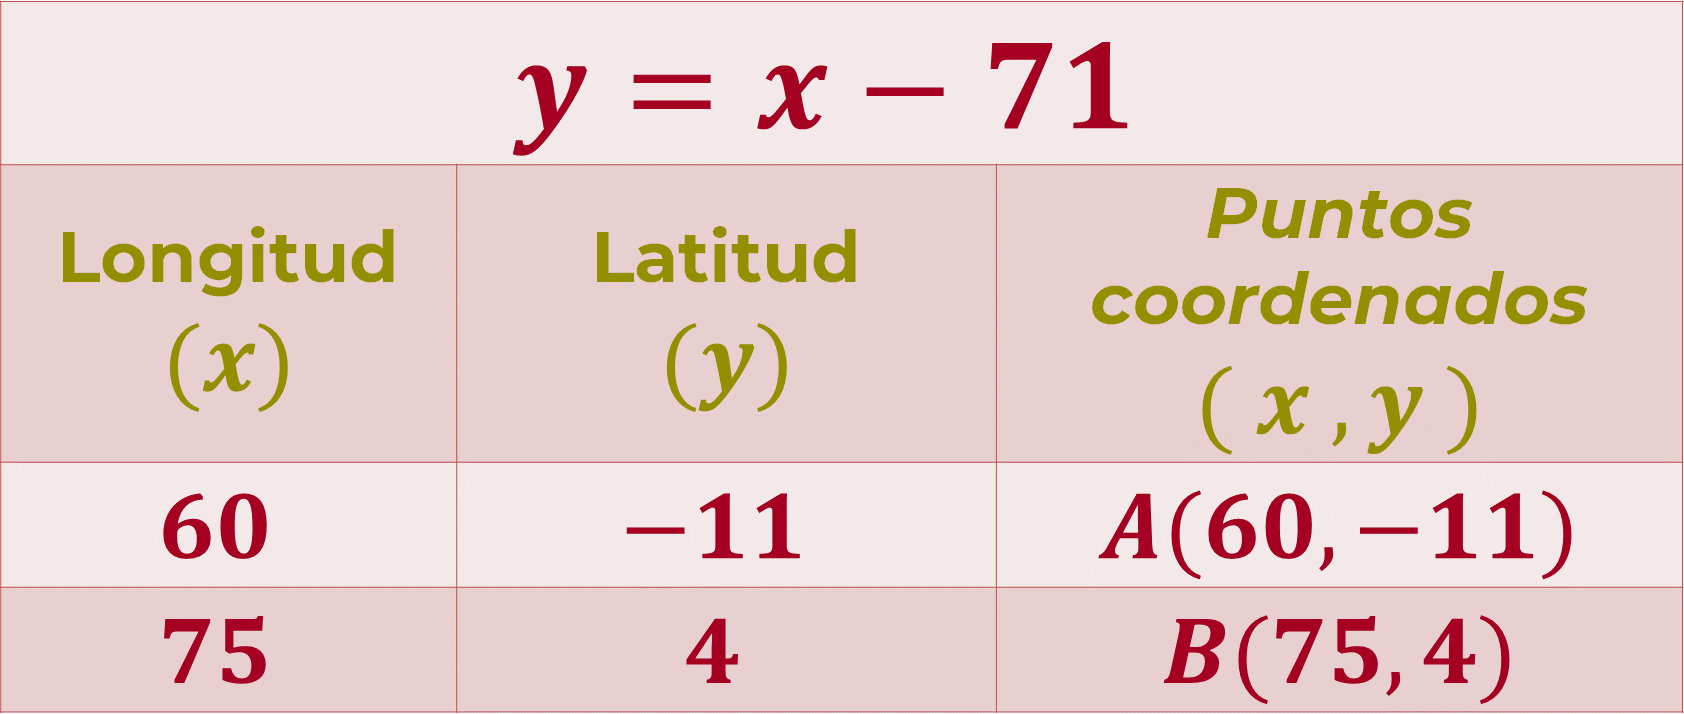 y = x − 71
Longitud
(x)
Latitud
(y)
Puntos
coordenados
( x , y )
60
−11
A(60, −11)
75
4
B(75, 4)